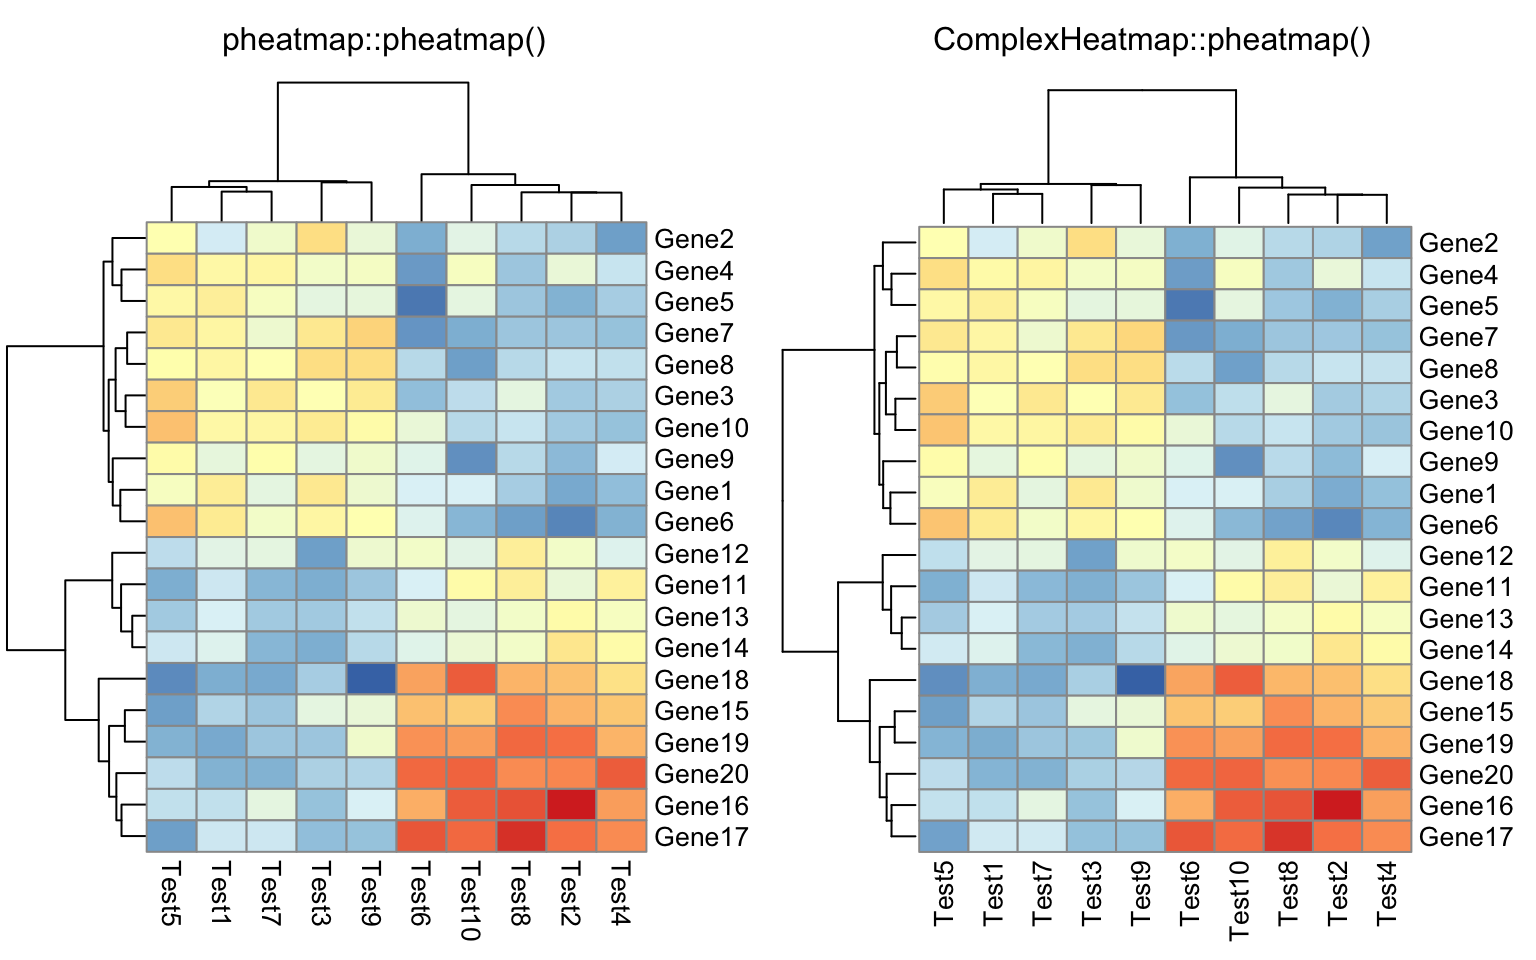 pheatmap::pheatmap()
Gene2
Gene4
Gene5
Gene7
Gene8
Gene3
Gene10
Gene9
Gene1
Gene6
Gene12
Gene11
Gene13
Gene14
Gene18
Gene15
Gene19
Gene20
Gene16
Gene17
Test5
Test1
Test7
Test3
Test9
Test6
Test10
Test8
Test2
Test4
ComplexHeatmap::pheatmap()
Gene2
Gene4
Gene5
Gene7
Gene8
Gene3
Gene10
Gene9
Gene1
Gene6
Gene12
Gene11
Gene13
Gene14
Gene18
Gene15
Gene19
Gene20
Gene16
Gene17
Test5
Test1
Test7
Test3
Test9
Test6
Test10
Test8
Test2
Test4